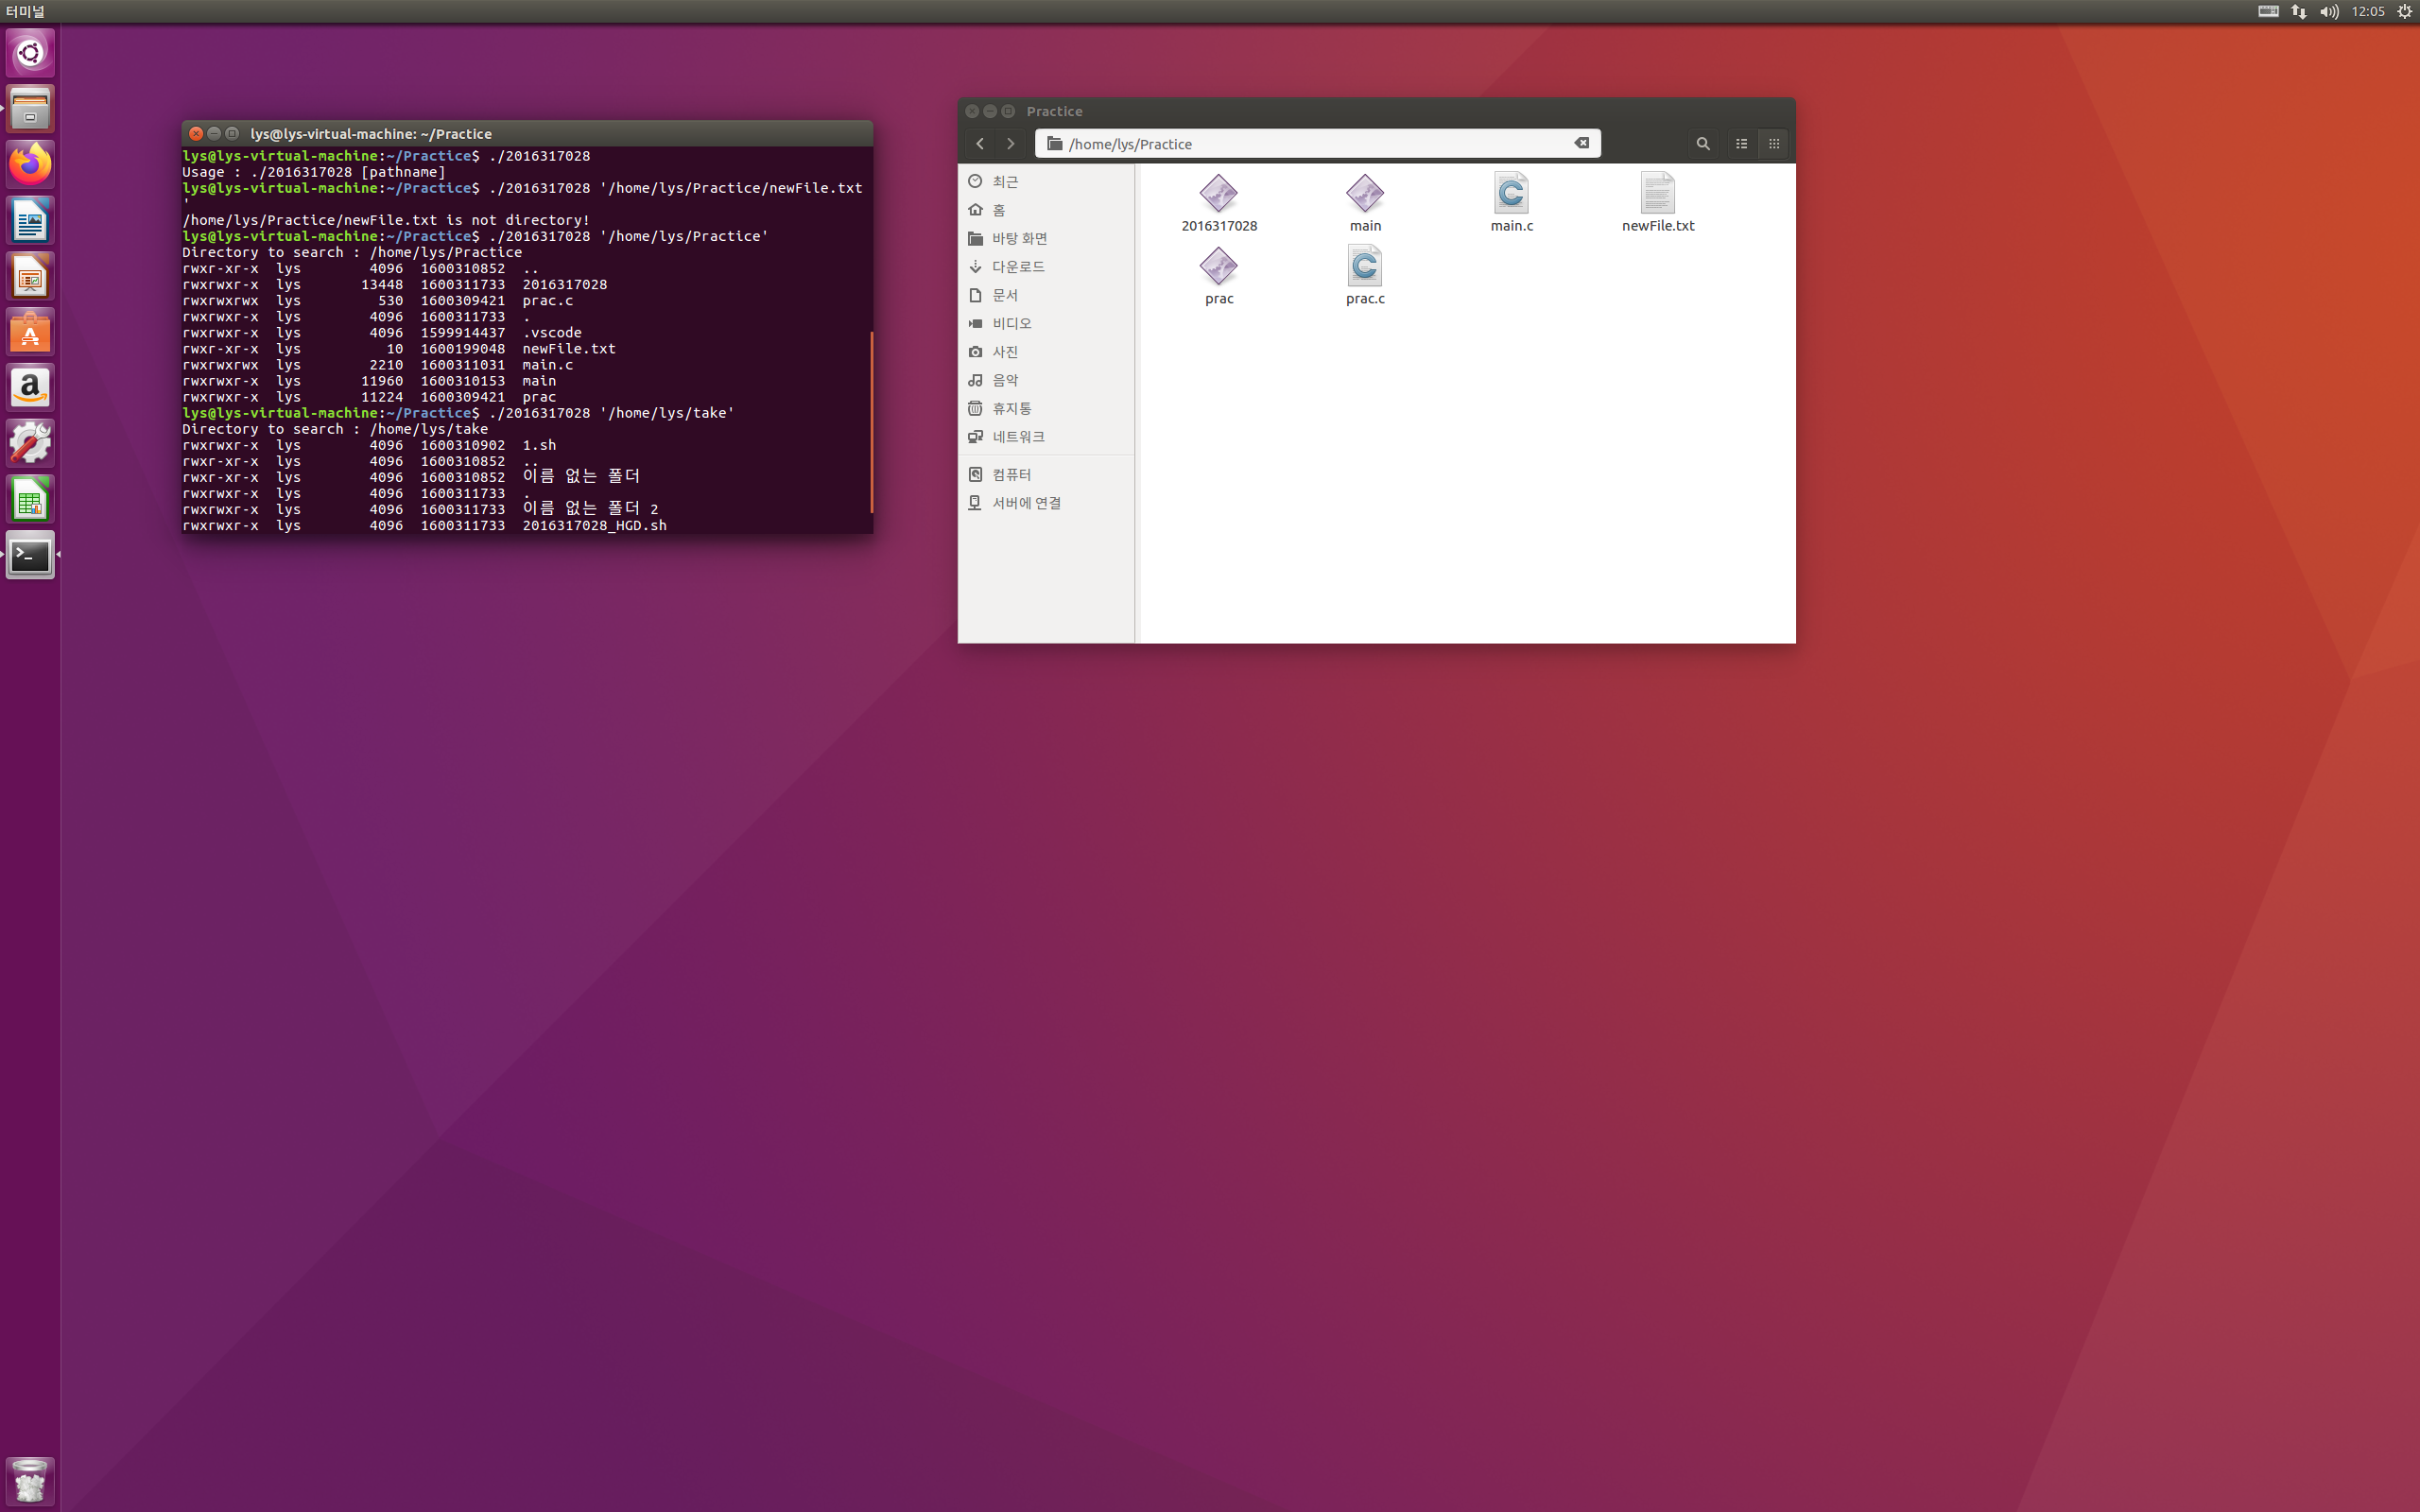 터미널
12:05
lys@lys-virtual-machine: ~/Practice
lys@lys-virtual-machine:~/Practice$ ./2016317028
Usage : ./2016317028 [pathname]
lys@lys-virtual-machine:~/Practice$ ./2016317028 '/home/lys/Practice/newFile.txt
'
/home/lys/Practice/newFile.txt is not directory!
lys@lys-virtual-machine:~/Practice$ ./2016317028 '/home/lys/Practice'
Directory to search : /home/lys/Practice
rwxr-xr-x  lys        4096  1600310852  ..
rwxrwxr-x  lys       13448  1600311733  2016317028
rwxrwxrwx  lys         530  1600309421  prac.c
rwxrwxr-x  lys        4096  1600311733  .
rwxrwxr-x  lys        4096  1599914437  .vscode
rwxr-xr-x  lys          10  1600199048  newFile.txt
rwxrwxrwx  lys        2210  1600311031  main.c
rwxrwxr-x  lys       11960  1600310153  main
rwxrwxr-x  lys       11224  1600309421  prac
lys@lys-virtual-machine:~/Practice$ ./2016317028 '/home/lys/take'
Directory to search : /home/lys/take
rwxrwxr-x  lys        4096  1600310902  1.sh
rwxr-xr-x  lys        4096  1600310852  ..
rwxr-xr-x  lys        4096  1600310852  이름 없는 폴더
rwxrwxr-x  lys        4096  1600311733  .
rwxrwxr-x  lys        4096  1600311733  이름 없는 폴더 2
rwxrwxr-x  lys        4096  1600311733  2016317028_HGD.sh
Practice
/home/lys/Practice
최근
홈
바탕 화면
다운로드
문서
비디오
사진
음악
휴지통
네트워크
컴퓨터
서버에 연결
2016317028 main main.c newFile.txt
prac prac.c